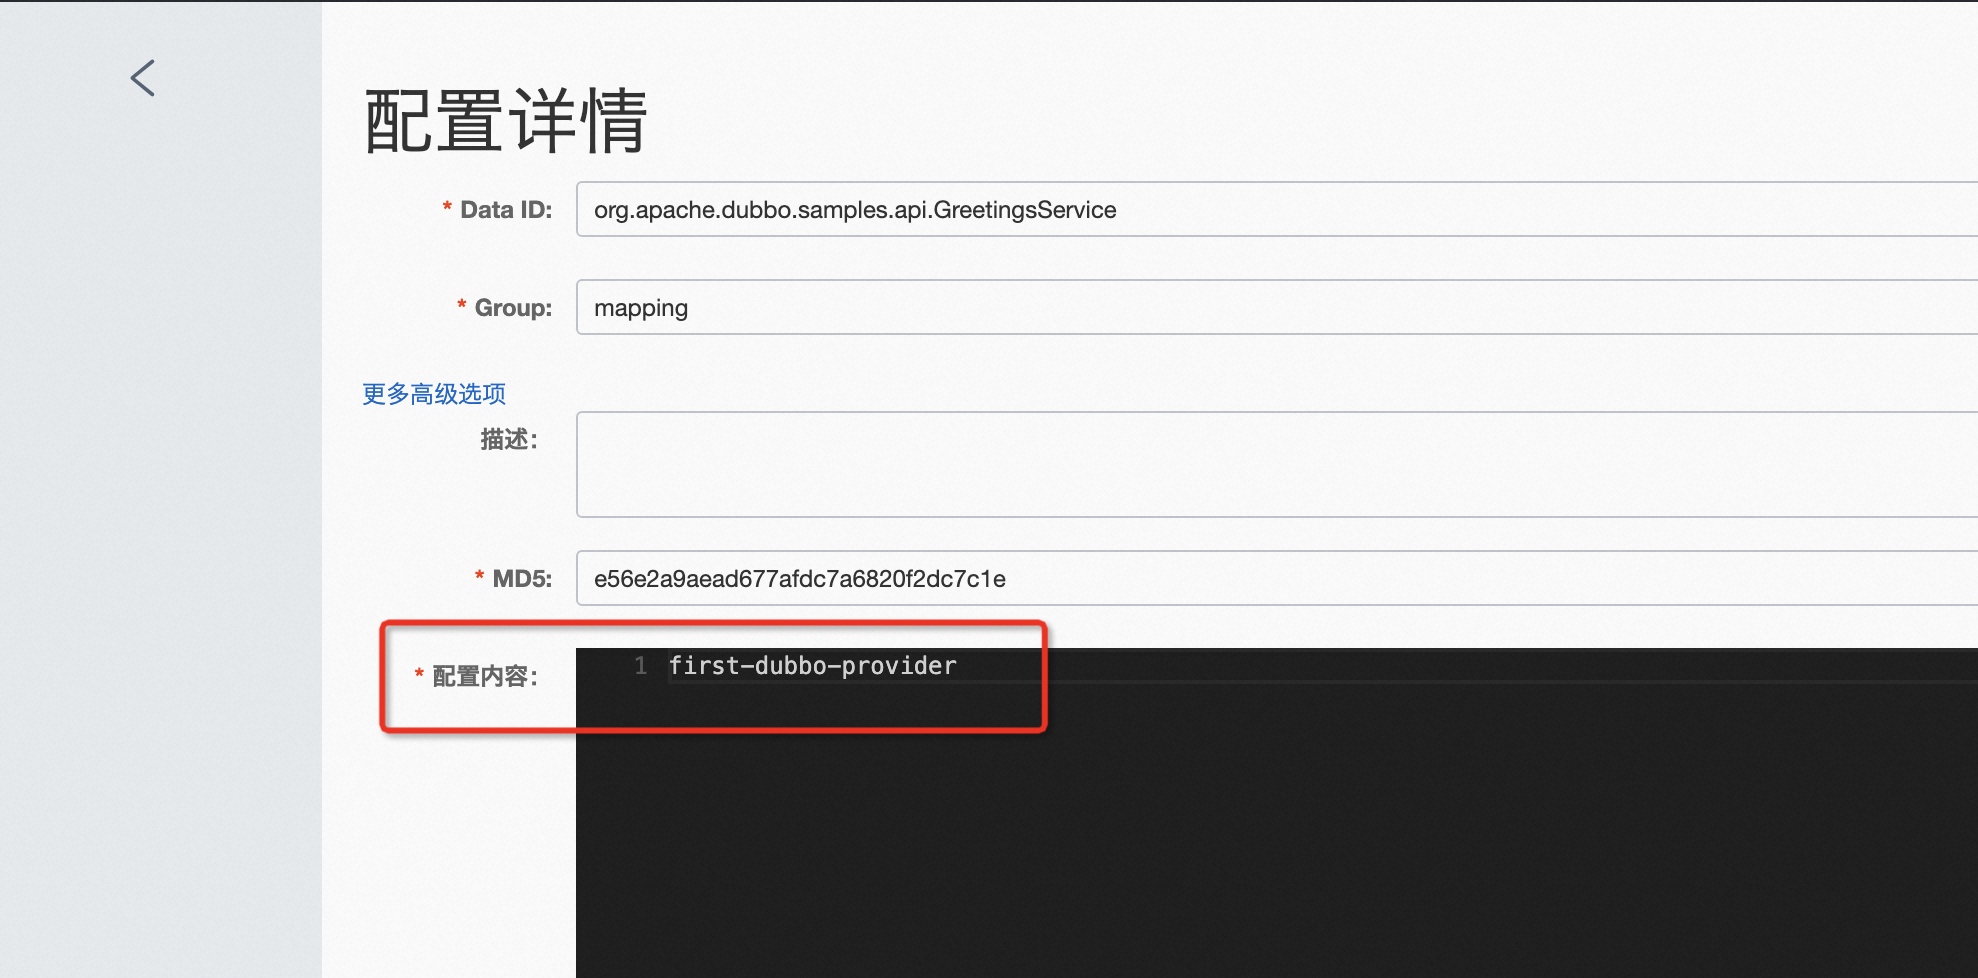 配置详情
* Data ID: org.apache.dubbo.samples.api.GreetingsService
* Group: mapping
更多高级选项
描述:
* MD5: e56e2a9aead677afdc7a6820f2dc7c1e
* 配置内容: 1 first-dubbo-provider